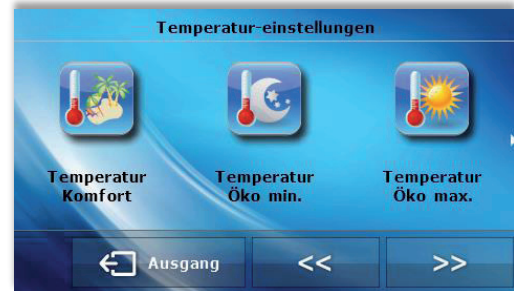 Temperatur-einstellungen
Temperatur
Komfort
Temperatur
Öko min.
Temperatur
Öko max.
Ausgang
<<
>>